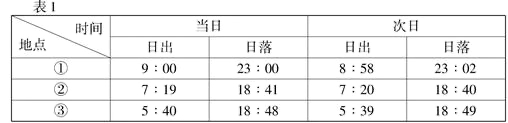 表1
时间
地点
当日
次日
日出 日落 日出 日落
① 9：00 23：00 8：58 23：02
② 7：19 18：41 7：20 18：40
③ 5：40 18：48 5：39 18：49